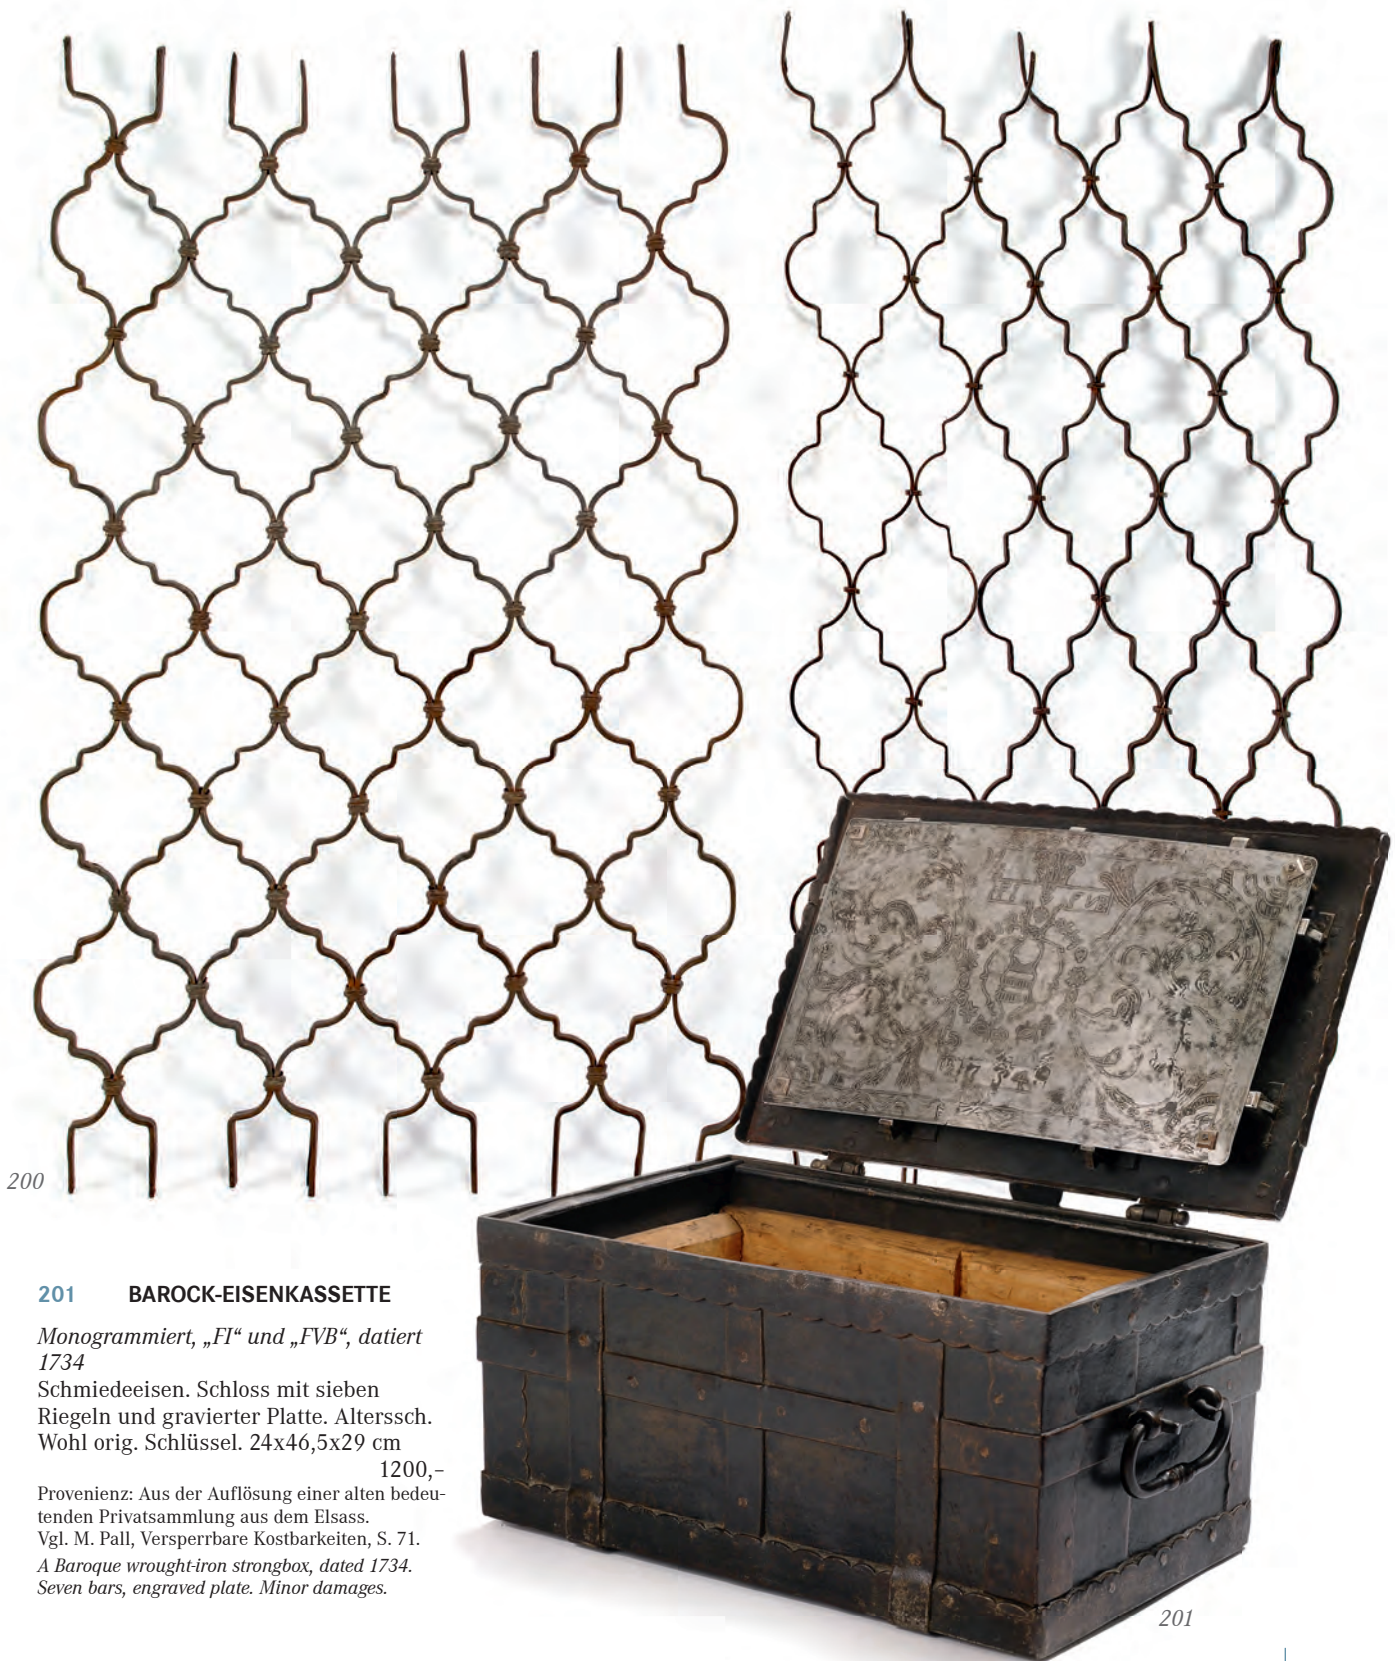 200
201 BAROCK-EISENKASSETTE
Monogrammiert, „FI“ und „FVB“, datiert
1734
Schmiedeeisen. Schloss mit sieben
Riegeln und gravierter Platte. Alterssch.
Wohl orig. Schlüssel. 24x46,5x29 cm
1200,–
Provenienz: Aus der Auflösung einer alten bedeu-
tenden Privatsammlung aus dem Elsass.
Vgl. M. Pall, Versperrbare Kostbarkeiten, S. 71.
A Baroque wrought-iron strongbox, dated 1734.
Seven bars, engraved plate. Minor damages.
201